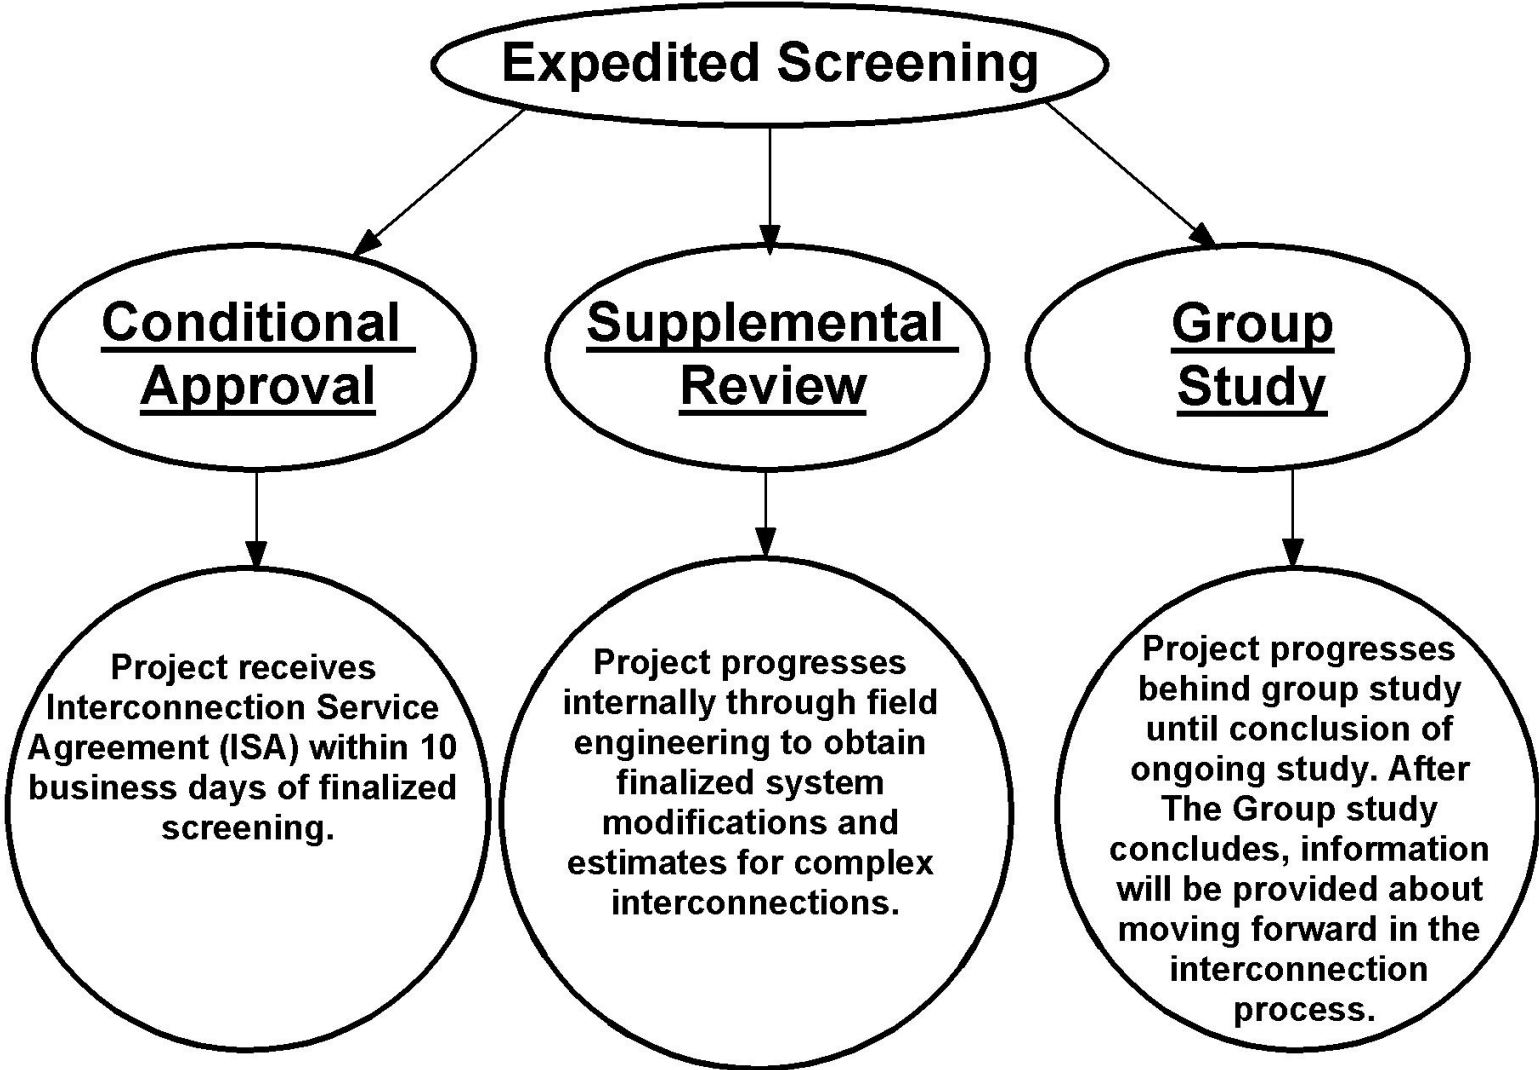 Expedited Screening
Conditional
Approval
Supplemental
Review
Group
Study
Project receives
Interconnection Service
Agreement (ISA) within 10
business days of finalized
screening.
Project progresses
internally through field
engineering to obtain
finalized system
modifications and
estimates for complex
interconnections.
Project progresses
behind group study
until conclusion of
ongoing study. After
The Group study
concludes, information
will be provided about
moving forward in the
interconnection
process.